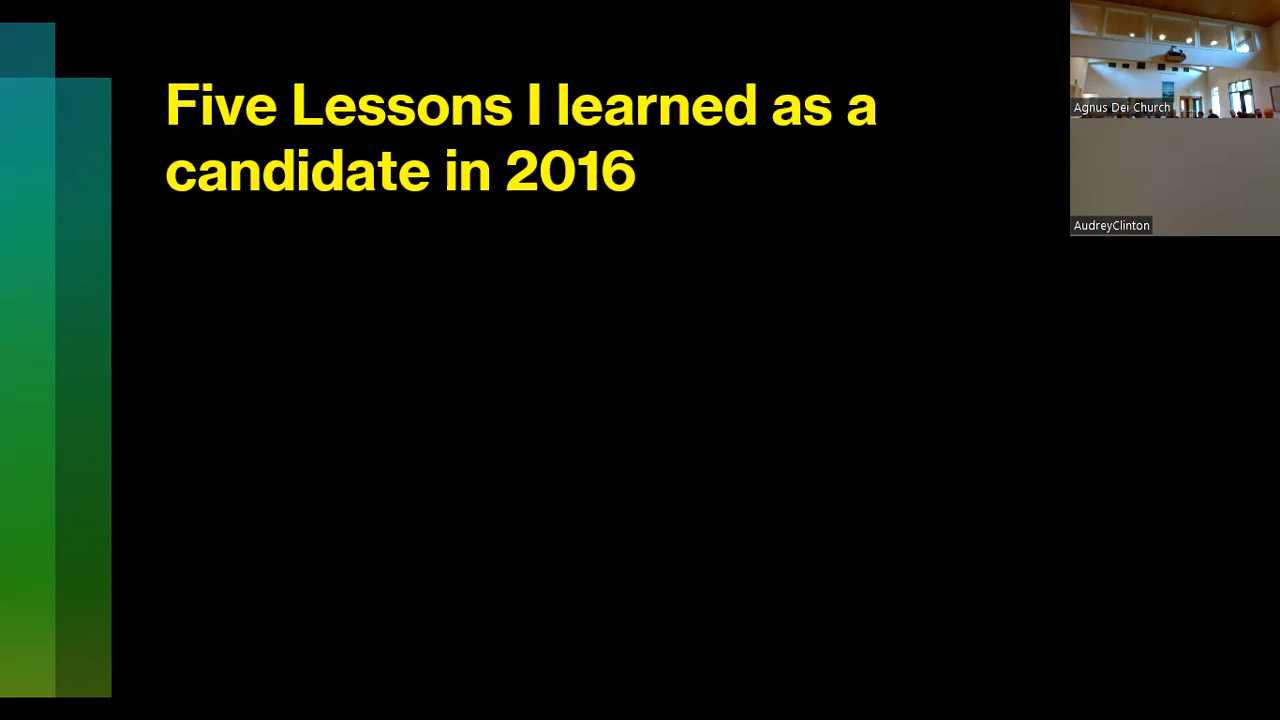 Five Lessons I learned as a
candidate in 2016
Agnus Dei Church
AudreyClinton